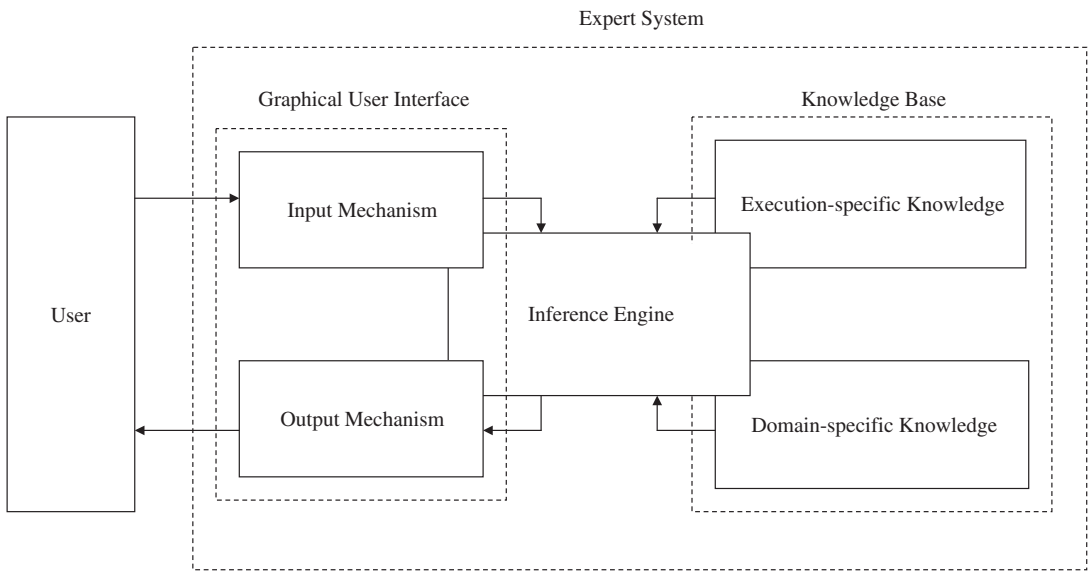 Expert System
Graphical User Interface
Knowledge Base
Input Mechanism
Execution-specific Knowledge
User
Inference Engine
Output Mechanism
Domain-specific Knowledge